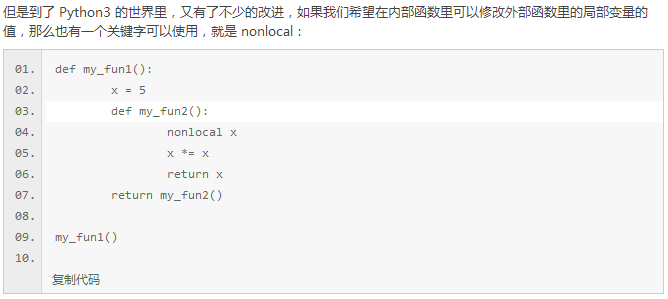 但是到了 Python3 的世界里，又有了不少的改进，如果我们希望在内部函数里可以修改外部函数里的局部变量的
值，那么也有一个关键字可以使用，就是 nonlocal：
01. def my_fun1():
02.         x = 5
03.         def my_fun2():
04.                 nonlocal x
05.                 x *= x
06.                 return x
07.         return my_fun2()
08.
09. my_fun1()
10.
复制代码